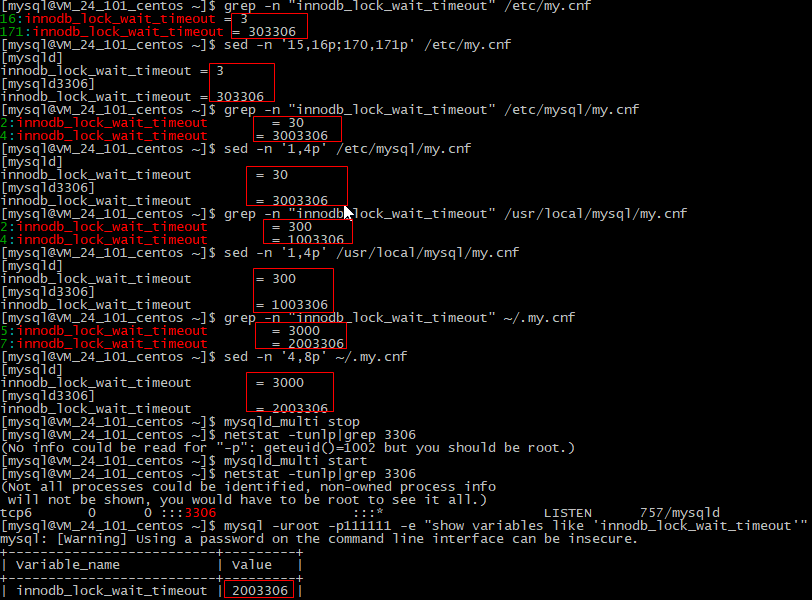 [mysql@VM_24_101_centos ~]$ grep -n "innodb_lock_wait_timeout" /etc/my.cnf
16:innodb_lock_wait_timeout = 3
171:innodb_lock_wait_timeout = 303306
[mysql@VM_24_101_centos ~]$ sed -n '15,16p;170,171p' /etc/my.cnf
[mysqld]
innodb_lock_wait_timeout = 3
[mysqld3306]
innodb_lock_wait_timeout = 303306
[mysql@VM_24_101_centos ~]$ grep -n "innodb_lock_wait_timeout" /etc/mysql/my.cnf
2:innodb_lock_wait_timeout        = 30
4:innodb_lock_wait_timeout      = 3003306
[mysql@VM_24_101_centos ~]$ sed -n '1,4p' /etc/mysql/my.cnf
[mysqld]
innodb_lock_wait_timeout        = 30
[mysqld3306]
innodb_lock_wait_timeout        = 3003306
[mysql@VM_24_101_centos ~]$ grep -n "innodb_lock_wait_timeout" /usr/local/mysql/my.cnf
2:innodb_lock_wait_timeout        = 300
4:innodb_lock_wait_timeout        = 1003306
[mysql@VM_24_101_centos ~]$ sed -n '1,4p' /usr/local/mysql/my.cnf
[mysqld]
innodb_lock_wait_timeout        = 300
[mysqld3306]
innodb_lock_wait_timeout        = 1003306
[mysql@VM_24_101_centos ~]$ grep -n "innodb_lock_wait_timeout" ~/.my.cnf
5:innodb_lock_wait_timeout        = 3000
7:innodb_lock_wait_timeout        = 2003306
[mysql@VM_24_101_centos ~]$ sed -n '4,8p' ~/.my.cnf
[mysqld]
innodb_lock_wait_timeout        = 3000
[mysqld3306]
innodb_lock_wait_timeout        = 2003306
[mysql@VM_24_101_centos ~]$ mysqld_multi stop
[mysql@VM_24_101_centos ~]$ netstat -tunlp|grep 3306
(No info could be read for "-p": geteuid()=1002 but you should be root.)
[mysql@VM_24_101_centos ~]$ mysqld_multi start
[mysql@VM_24_101_centos ~]$ netstat -tunlp|grep 3306
(Not all processes could be identified, non-owned process info
 will not be shown, you would have to be root to see it all.)
tcp6       0      0 :::3306                 :::*                    LISTEN      757/mysqld
[mysql@VM_24_101_centos ~]$ mysql -uroot -p111111 -e "show variables like 'innodb_lock_wait_timeout'"
mysql: [Warning] Using a password on the command line interface can be insecure.
+--------------------------+---------+
| Variable_name            | Value   |
+--------------------------+---------+
| innodb_lock_wait_timeout | 2003306 |